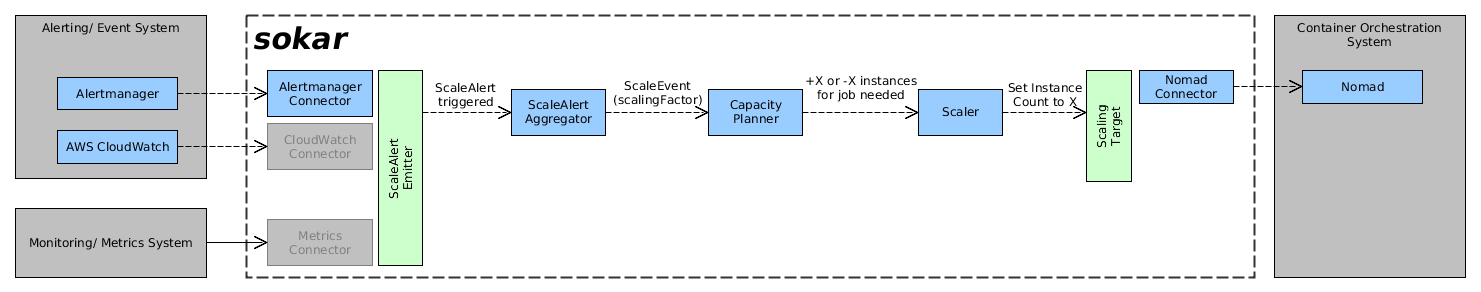 Alerting/ Event System
Alertmanager
AWS CloudWatch
Monitoring/ Metrics System
sokar
Alertmanager
Connector
CloudWatch
Connector
Metrics
Connector
ScaleAlert
Emitter
ScaleAlert
triggered
ScaleAlert
Aggregator
ScaleEvent
(scalingFactor)
Capacity
Planner
+X or -X instances
for job needed
Scaler
Set Instance
Count to X
Scaling
Target
Nomad
Connector
Container Orchestration
System
Nomad